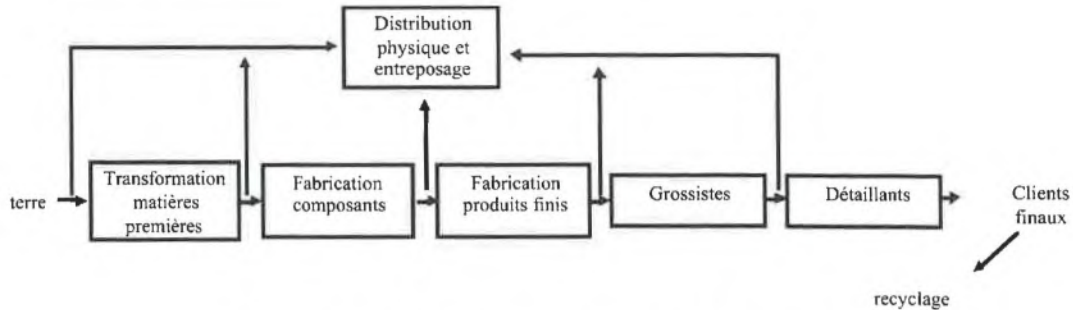 Distribution
physique et
entreposage
terre
Transformation
matières
premières
Fabrication
composants
Fabrication
produits finis
Grossistes
Détaillants
Clients
finaux
recyclage